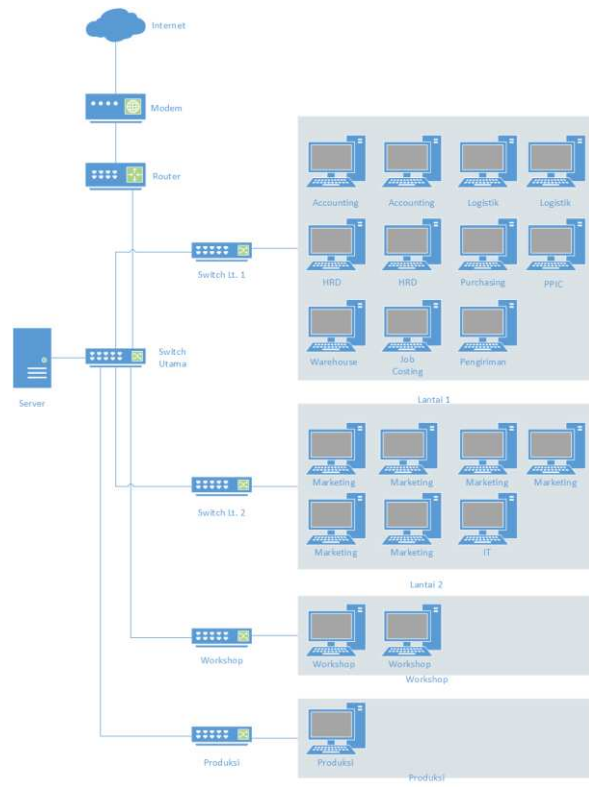 Internet
Modem
Router
Accounting
Accounting
Logistik
Logistik
Switch Lt. 1
HRD
HRD
Purchasing
PPIC
Switch
Utama
Warehouse
Job
Costing
Pengiriman
Server
Lantai 1
Marketing
Marketing
Marketing
Marketing
Switch Lt. 2
Marketing
Marketing
IT
Lantai 2
Workshop
Workshop
Workshop
Workshop
Produksi
Produksi
Produksi